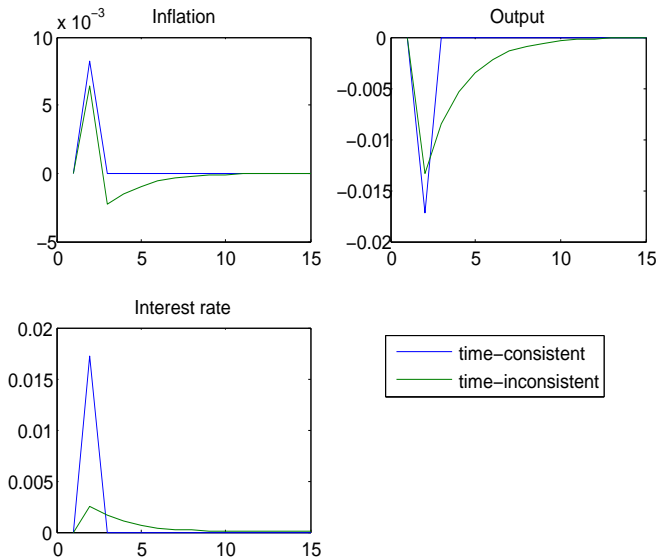 Inflation
x 10⁻³
10
5
0
−5
0 5 10 15
Output
0
−0.005
−0.01
−0.015
−0.02
0 5 10 15
Interest rate
0.02
0.015
0.01
0.005
0
0 5 10 15
time−consistent
time−inconsistent